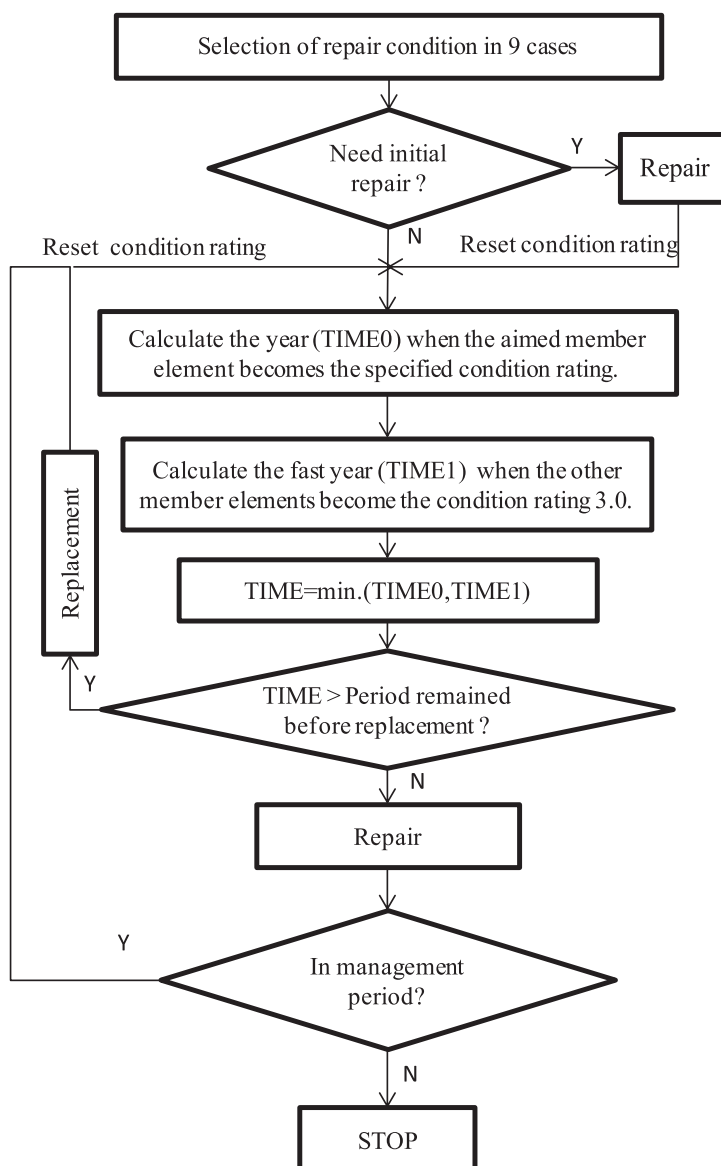 Selection of repair condition in 9 cases
Need initial
repair ?
Y
Repair
N
Reset condition rating
Reset condition rating
Calculate the year (TIME0) when the aimed member
element becomes the specified condition rating.
Calculate the fast year (TIME1) when the other
member elements become the condition rating 3.0.
Replacement
TIME=min.(TIME0,TIME1)
Y
TIME > Period remained
before replacement ?
N
Repair
Y
In management
period?
N
STOP